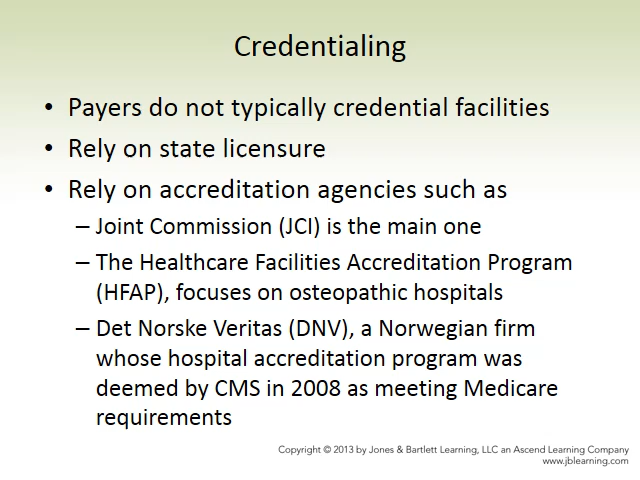 Credentialing
• Payers do not typically credential facilities
• Rely on state licensure
• Rely on accreditation agencies such as
– Joint Commission (JCI) is the main one
– The Healthcare Facilities Accreditation Program
(HFAP), focuses on osteopathic hospitals
– Det Norske Veritas (DNV), a Norwegian firm
whose hospital accreditation program was
deemed by CMS in 2008 as meeting Medicare
requirements
Copyright © 2013 by Jones & Bartlett Learning, LLC an Ascend Learning Company
www.jblearning.com